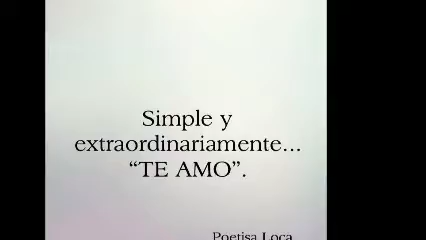 Simple y
extraordinariamente...
“TE AMO”.
Poetisa Loca